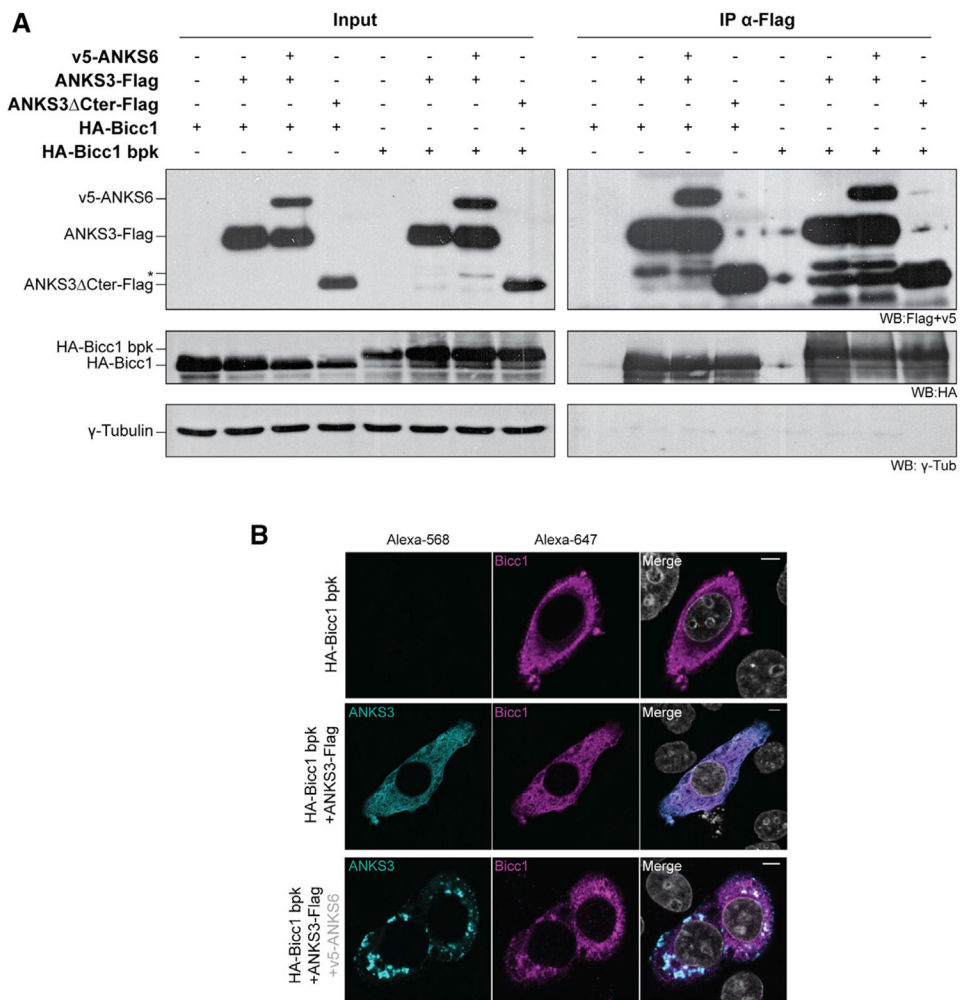 A
Input
IP α-Flag
v5-ANKS6 - - + - - - + - - - + - - - + -
ANKS3-Flag - + + - - + + - - + + - - + + -
ANKS3ΔCter-Flag - - - + - - - + - - - + - - - +
HA-Bicc1 + + + + - - - - + + + + - - - -
HA-Bicc1 bpk - - - - + + + + - - - - + + + +
v5-ANKS6
ANKS3-Flag
*
ANKS3ΔCter-Flag
WB:Flag+v5
HA-Bicc1 bpk
HA-Bicc1
WB:HA
γ-Tubulin
WB: γ-Tub
B
Alexa-568
Alexa-647
HA-Bicc1 bpk
Bicc1
Merge
HA-Bicc1 bpk
+ANKS3-Flag
ANKS3
Bicc1
Merge
HA-Bicc1 bpk
+ANKS3-Flag
+v5-ANKS6
ANKS3
Bicc1
Merge